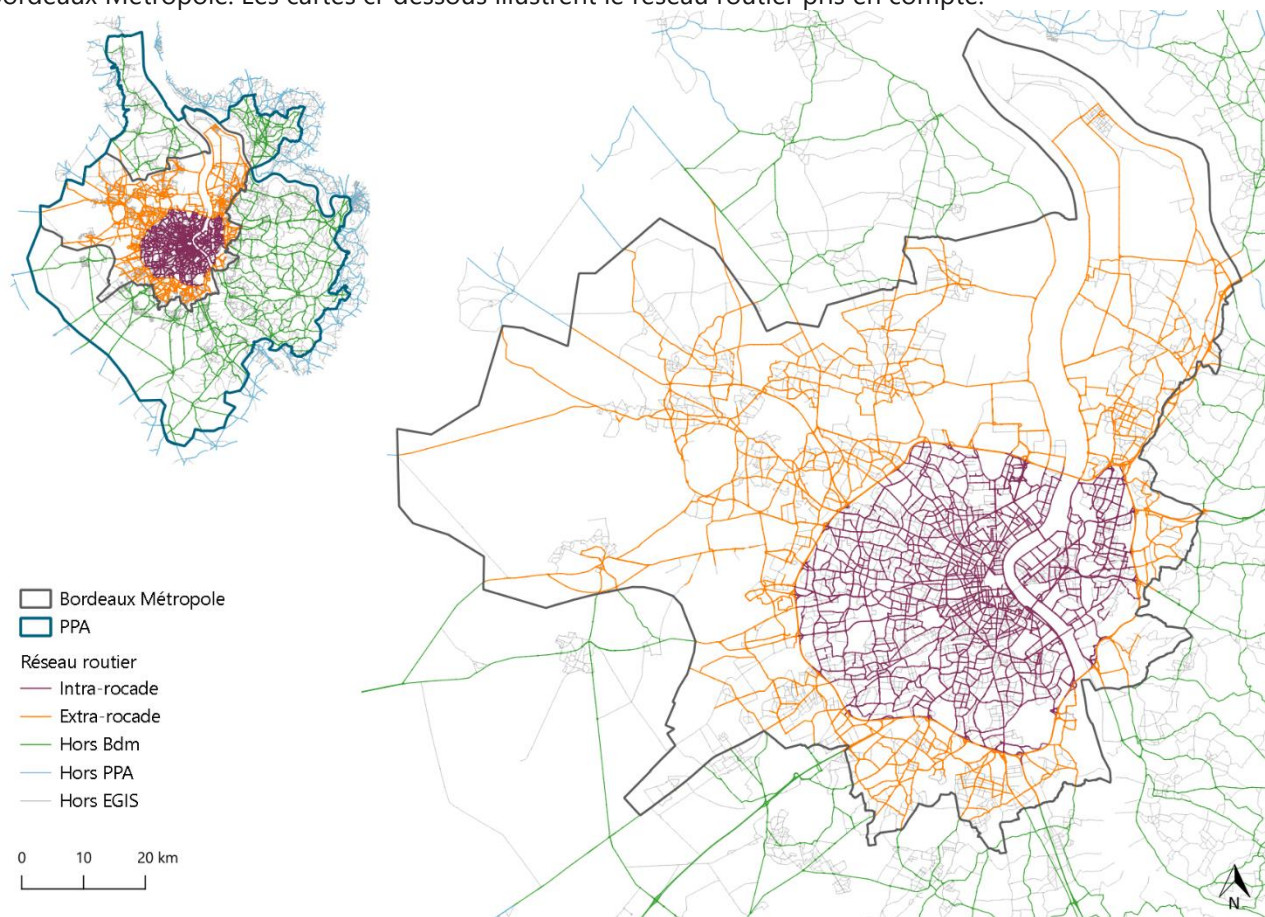 Bordeaux Métropole. Les cartes ci-dessous illustrent le réseau routier pris en compte.
Bordeaux Métropole
PPA
Réseau routier
Intra-rocade
Extra-rocade
Hors Bdm
Hors PPA
Hors EGIS
0 10 20 km
N